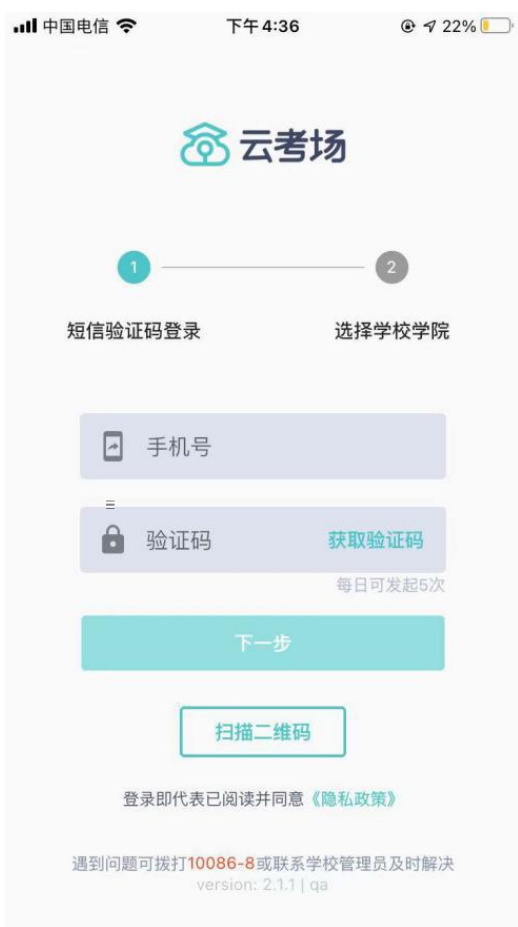 中国电信 下午4:36 22%
云考场
1 2
短信验证码登录 选择学校学院
手机号
验证码 获取验证码
每日可发起5次
下一步
扫描二维码
登录即代表已阅读并同意《隐私政策》
遇到问题可拨打10086-8或联系学校管理员及时解决
version: 2.1.1 | qa